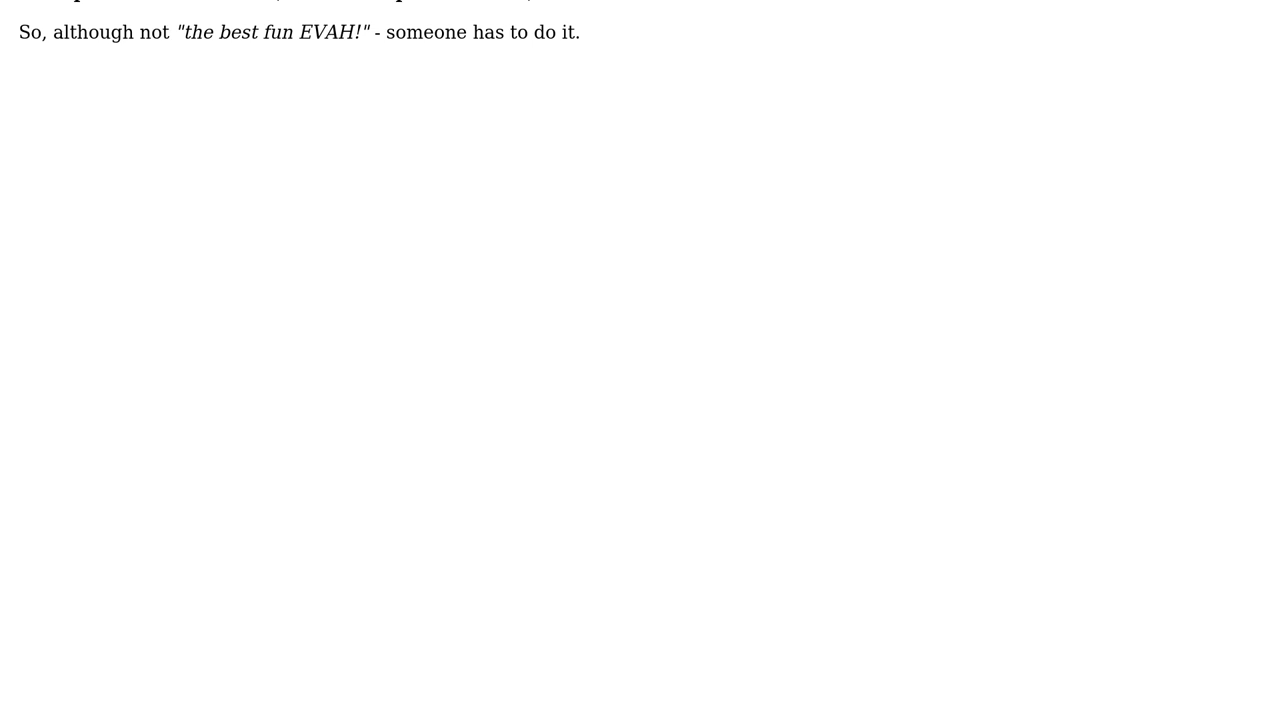 So, although not "the best fun EVAH!" - someone has to do it.